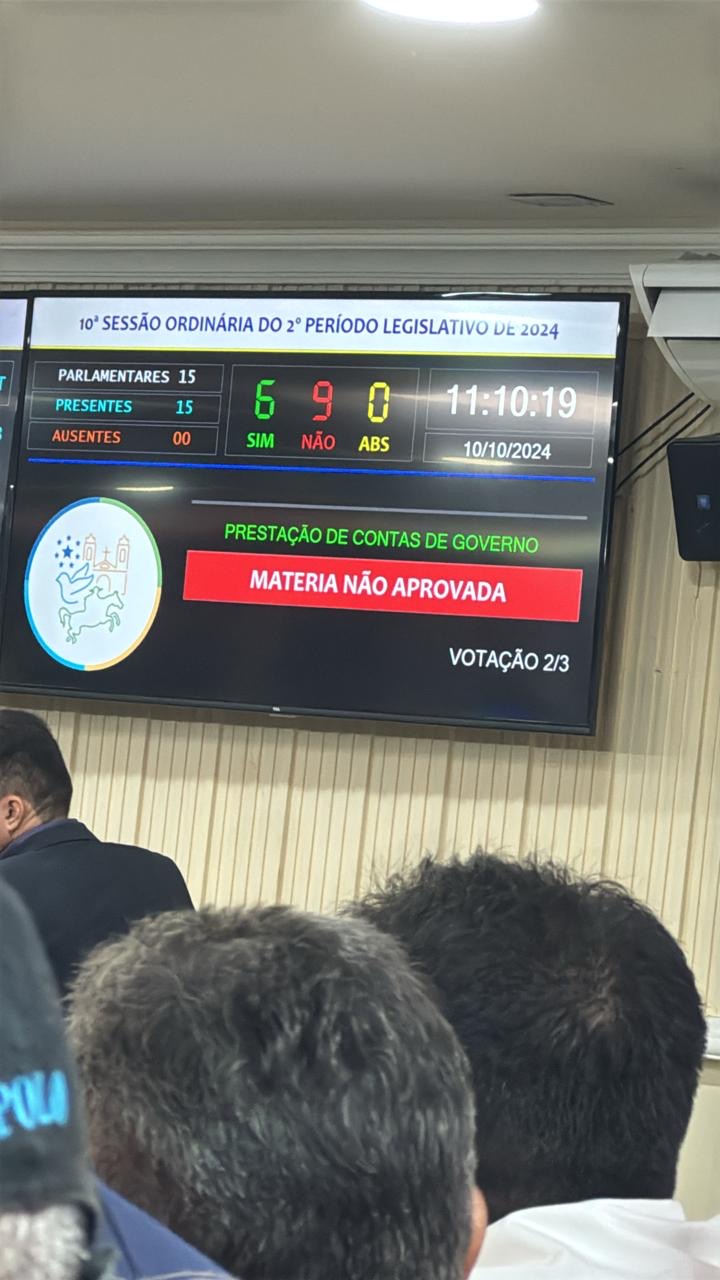 10ª SESSÃO ORDINÁRIA DO 2º PERÍODO LEGISLATIVO DE 2024
PARLAMENTARES 15
PRESENTES 15
AUSENTES 00
6 9 0
SIM NÃO ABS
11:10:19
10/10/2024
PRESTAÇÃO DE CONTAS DE GOVERNO
MATERIA NÃO APROVADA
VOTAÇÃO 2/3
POLO